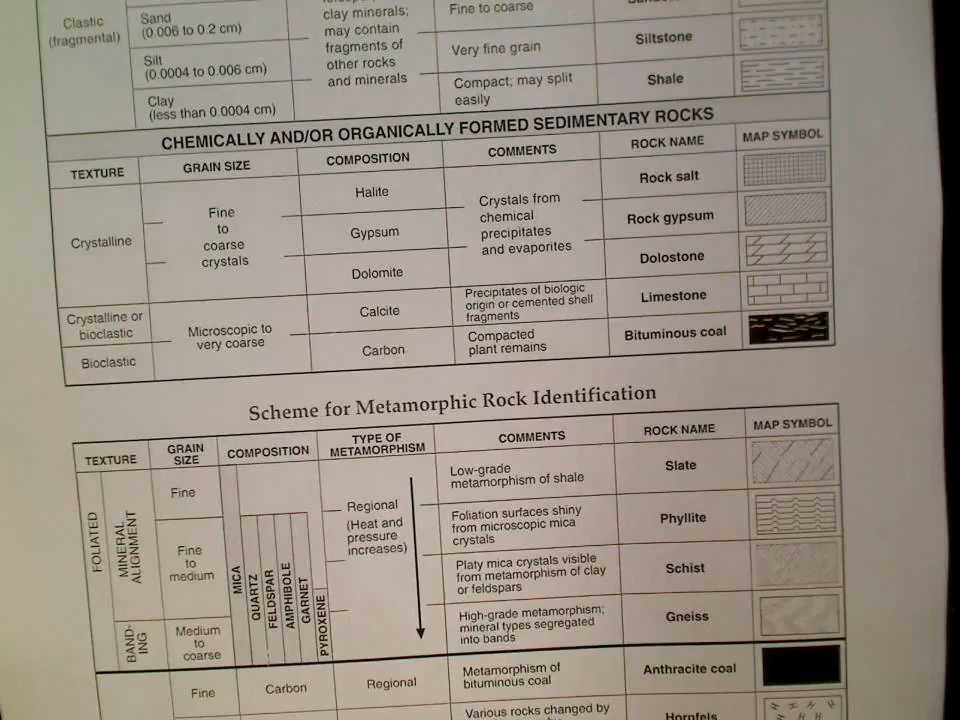 clay minerals;
may contain
fragments of
other rocks
and minerals
Clastic
(fragmental)
Sand
(0.006 to 0.2 cm)
Fine to coarse
Silt
(0.0004 to 0.006 cm)
Very fine grain
Siltstone
Clay
(less than 0.0004 cm)
Compact; may split
easily
Shale
CHEMICALLY AND/OR ORGANICALLY FORMED SEDIMENTARY ROCKS
TEXTURE
GRAIN SIZE
COMPOSITION
COMMENTS
ROCK NAME
MAP SYMBOL
Crystalline
Fine
to
coarse
crystals
Halite
Crystals from
chemical
precipitates
and evaporites
Rock salt
Gypsum
Rock gypsum
Dolomite
Dolostone
Crystalline or
bioclastic
Microscopic to
very coarse
Calcite
Precipitates of biologic
origin or cemented shell
fragments
Limestone
Bioclastic
Carbon
Compacted
plant remains
Bituminous coal
Scheme for Metamorphic Rock Identification
TEXTURE
GRAIN
SIZE
COMPOSITION
TYPE OF
METAMORPHISM
COMMENTS
ROCK NAME
MAP SYMBOL
FOLIATED
MINERAL
ALIGNMENT
Fine
Regional
(Heat and
pressure
increases)
Low-grade
metamorphism of shale
Slate
Fine
to
medium
MICA
QUARTZ
FELDSPAR
AMPHIBOLE
GARNET
PYROXENE
Foliation surfaces shiny
from microscopic mica
crystals
Phyllite
Platy mica crystals visible
from metamorphism of clay
or feldspars
Schist
BAND-
ING
Medium
to
coarse
High-grade metamorphism;
mineral types segregated
into bands
Gneiss
Fine
Carbon
Regional
Metamorphism of
bituminous coal
Anthracite coal
Various rocks changed by
Hornfels